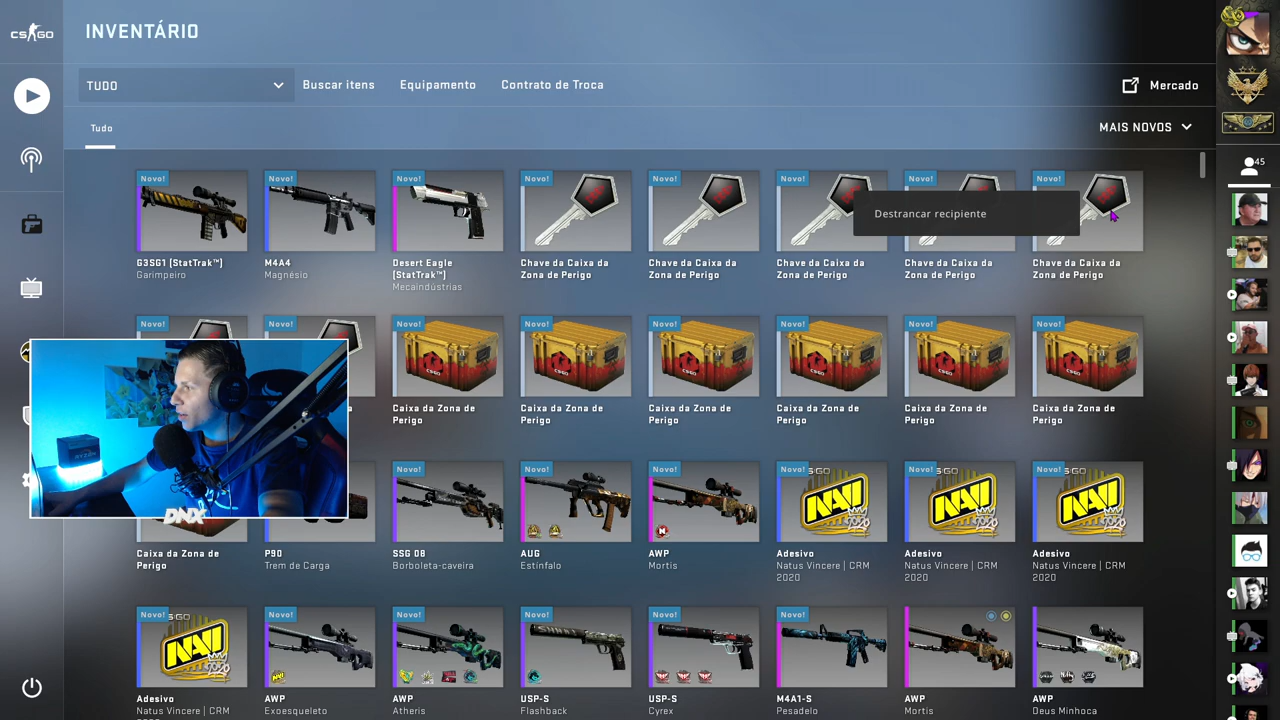 CS GO
INVENTÁRIO
TUDO
Buscar itens
Equipamento
Contrato de Troca
Mercado
Tudo
MAIS NOVOS
45
Novo!
Novo!
Novo!
Novo!
Novo!
Novo!
Novo!
Novo!
Destrancar recipiente
G3SG1 (StatTrak™)
Garimpeiro
M4A4
Magnésio
Desert Eagle
(StatTrak™)
Mecaindústrias
Chave da Caixa da
Zona de Perigo
Chave da Caixa da
Zona de Perigo
Chave da Caixa da
Zona de Perigo
Chave da Caixa da
Zona de Perigo
Chave da Caixa da
Zona de Perigo
Novo!
Novo!
Novo!
Novo!
Novo!
Novo!
Novo!
Novo!
Caixa da Zona de
Perigo
Caixa da Zona de
Perigo
Caixa da Zona de
Perigo
Caixa da Zona de
Perigo
Caixa da Zona de
Perigo
Caixa da Zona de
Perigo
RYZEN
DNX
Novo!
Novo!
Novo!
Novo!
Novo!
Novo!
NAVI
NAVI
NAVI
Caixa da Zona de
Perigo
P90
Trem de Carga
SSG 08
Borboleta-caveira
AUG
Estínfalo
AWP
Mortis
Adesivo
Natus Vincere | CRM
2020
Adesivo
Natus Vincere | CRM
2020
Adesivo
Natus Vincere | CRM
2020
Novo!
Novo!
Novo!
Novo!
Novo!
Novo!
NAVI
Adesivo
Natus Vincere | CRM
AWP
Exoesqueleto
AWP
Atheris
USP-S
Flashback
USP-S
Cyrex
M4A1-S
Pesadelo
AWP
Mortis
AWP
Deus Minhoca